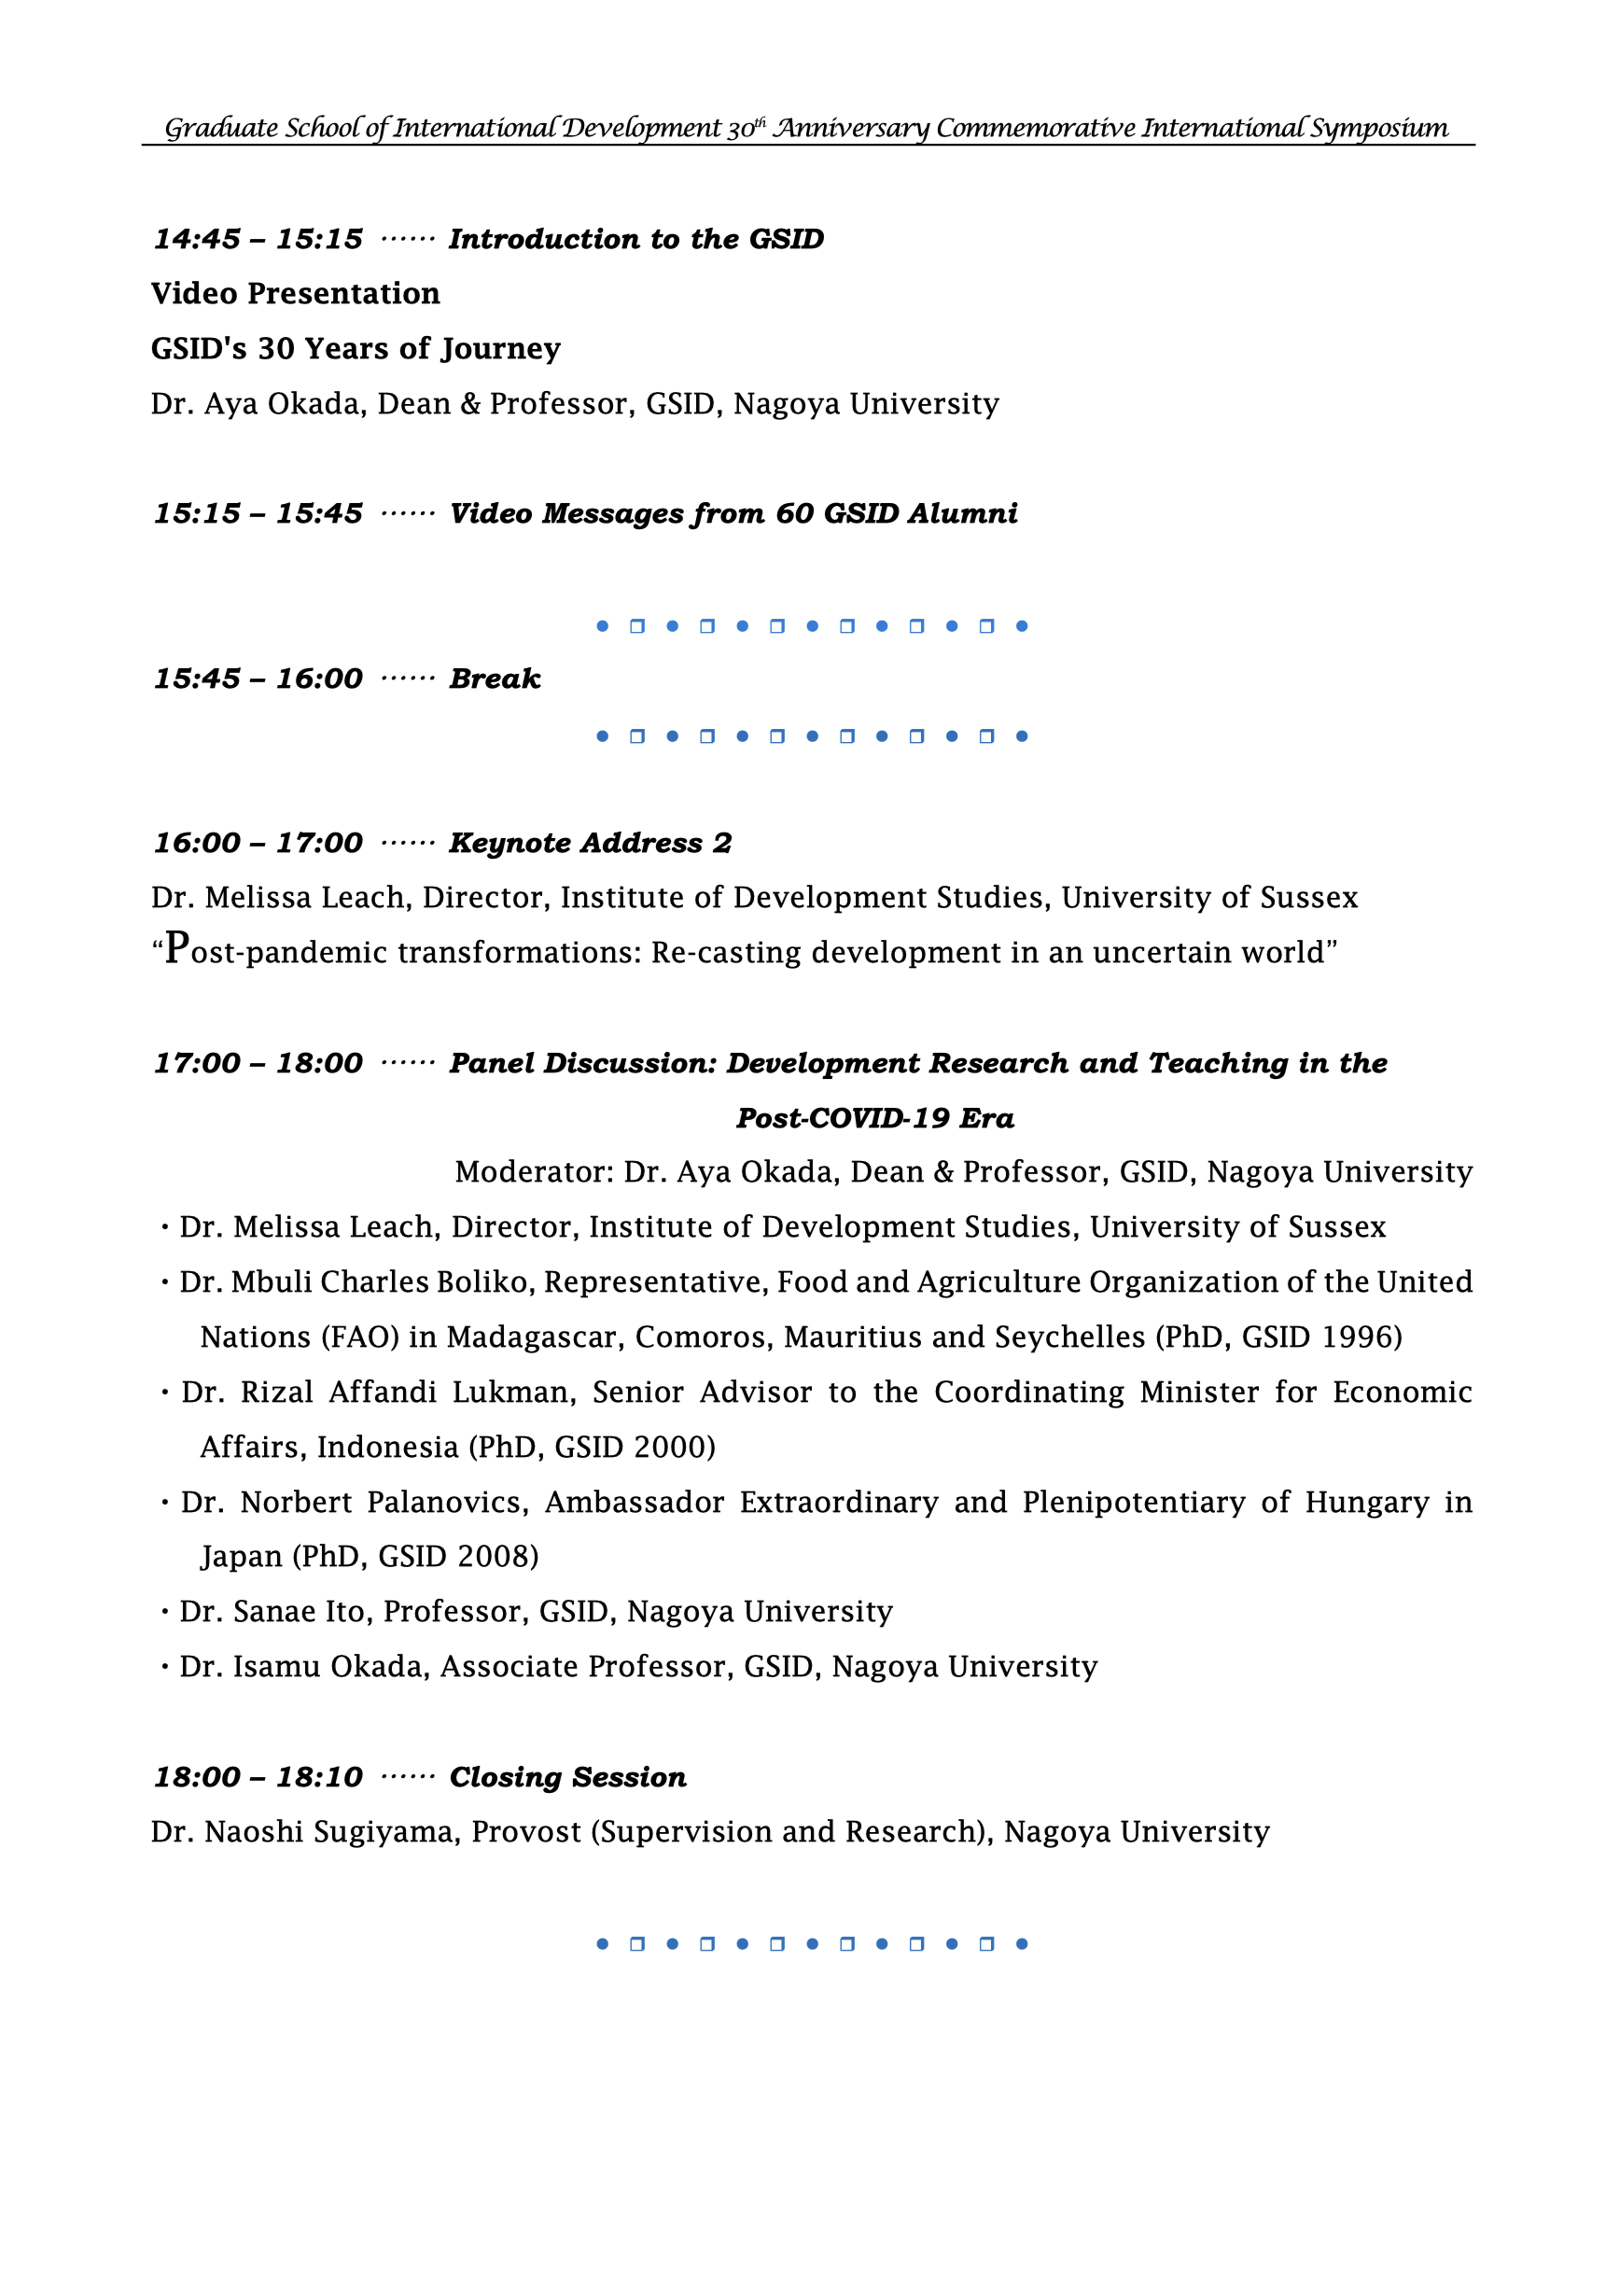 Graduate School of International Development 30th Anniversary Commemorative International Symposium
14:45 – 15:15 ⋯⋯ Introduction to the GSID
Video Presentation
GSID's 30 Years of Journey
Dr. Aya Okada, Dean & Professor, GSID, Nagoya University
15:15 – 15:45 ⋯⋯ Video Messages from 60 GSID Alumni
15:45 – 16:00 ⋯⋯ Break
16:00 – 17:00 ⋯⋯ Keynote Address 2
Dr. Melissa Leach, Director, Institute of Development Studies, University of Sussex
“Post-pandemic transformations: Re-casting development in an uncertain world”
17:00 – 18:00 ⋯⋯ Panel Discussion: Development Research and Teaching in the
Post-COVID-19 Era
Moderator: Dr. Aya Okada, Dean & Professor, GSID, Nagoya University
・Dr. Melissa Leach, Director, Institute of Development Studies, University of Sussex
・Dr. Mbuli Charles Boliko, Representative, Food and Agriculture Organization of the United
Nations (FAO) in Madagascar, Comoros, Mauritius and Seychelles (PhD, GSID 1996)
・Dr. Rizal Affandi Lukman, Senior Advisor to the Coordinating Minister for Economic
Affairs, Indonesia (PhD, GSID 2000)
・Dr. Norbert Palanovics, Ambassador Extraordinary and Plenipotentiary of Hungary in
Japan (PhD, GSID 2008)
・Dr. Sanae Ito, Professor, GSID, Nagoya University
・Dr. Isamu Okada, Associate Professor, GSID, Nagoya University
18:00 – 18:10 ⋯⋯ Closing Session
Dr. Naoshi Sugiyama, Provost (Supervision and Research), Nagoya University